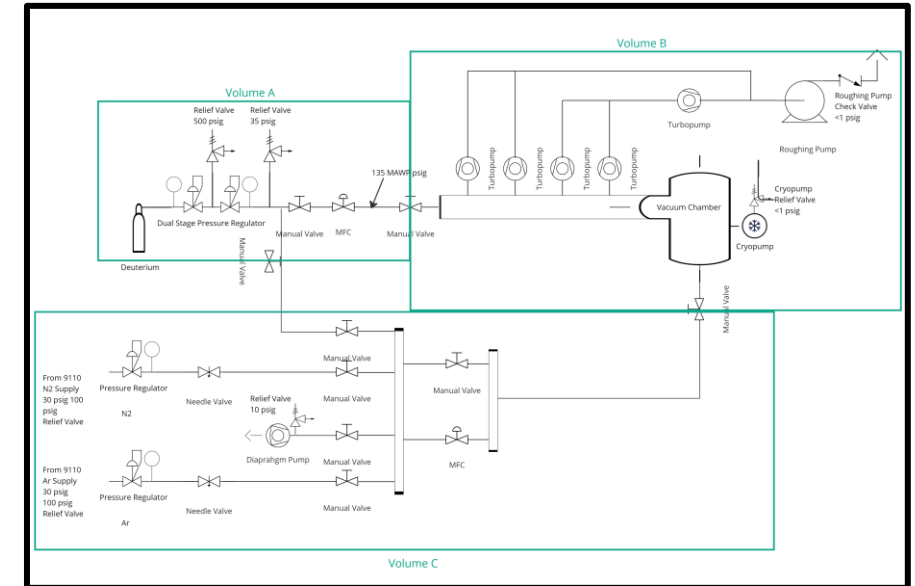 Volume B
Volume A
Relief Valve
500 psig
Relief Valve
35 psig
Roughing Pump
Check Valve
<1 psig
Turbopump
Roughing Pump
Turbopump
Turbopump
Turbopump
Turbopump
135 MAWP psig
Cryopump
Relief Valve
<1 psig
Vacuum Chamber
Dual Stage Pressure Regulator
Manual Valve
MFC
Manual Valve
Cryopump
Manual Valve
Deuterium
Manual Valve
Manual Valve
From 9110
N2 Supply
30 psig 100
psig
Relief Valve
Pressure Regulator
N2
Needle Valve
Manual Valve
Manual Valve
Relief Valve
10 psig
Diaprahgm Pump
Manual Valve
MFC
From 9110
Ar Supply
30 psig
100 psig
Relief Valve
Pressure Regulator
Ar
Needle Valve
Manual Valve
Volume C